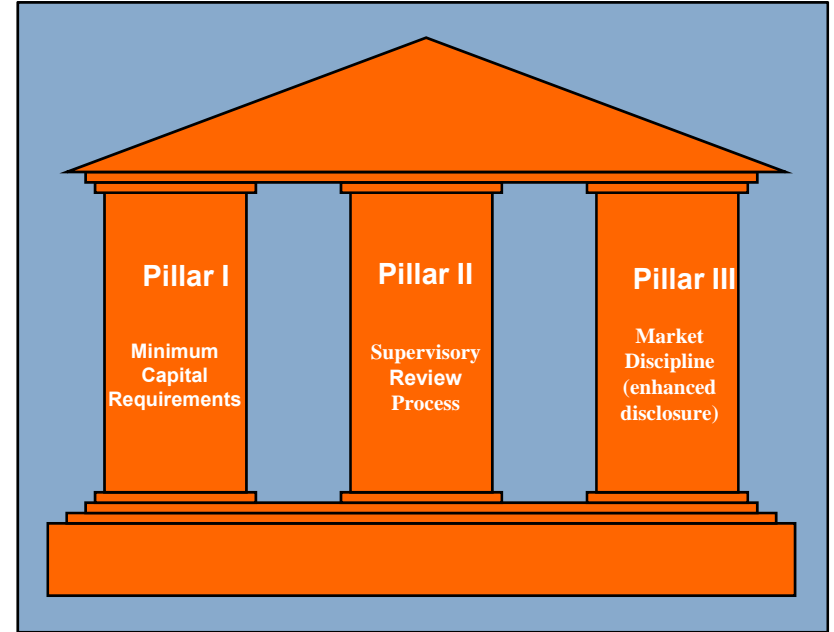 Pillar I
Minimum
Capital
Requirements
Pillar II
Supervisory
Review
Process
Pillar III
Market
Discipline
(enhanced
disclosure)